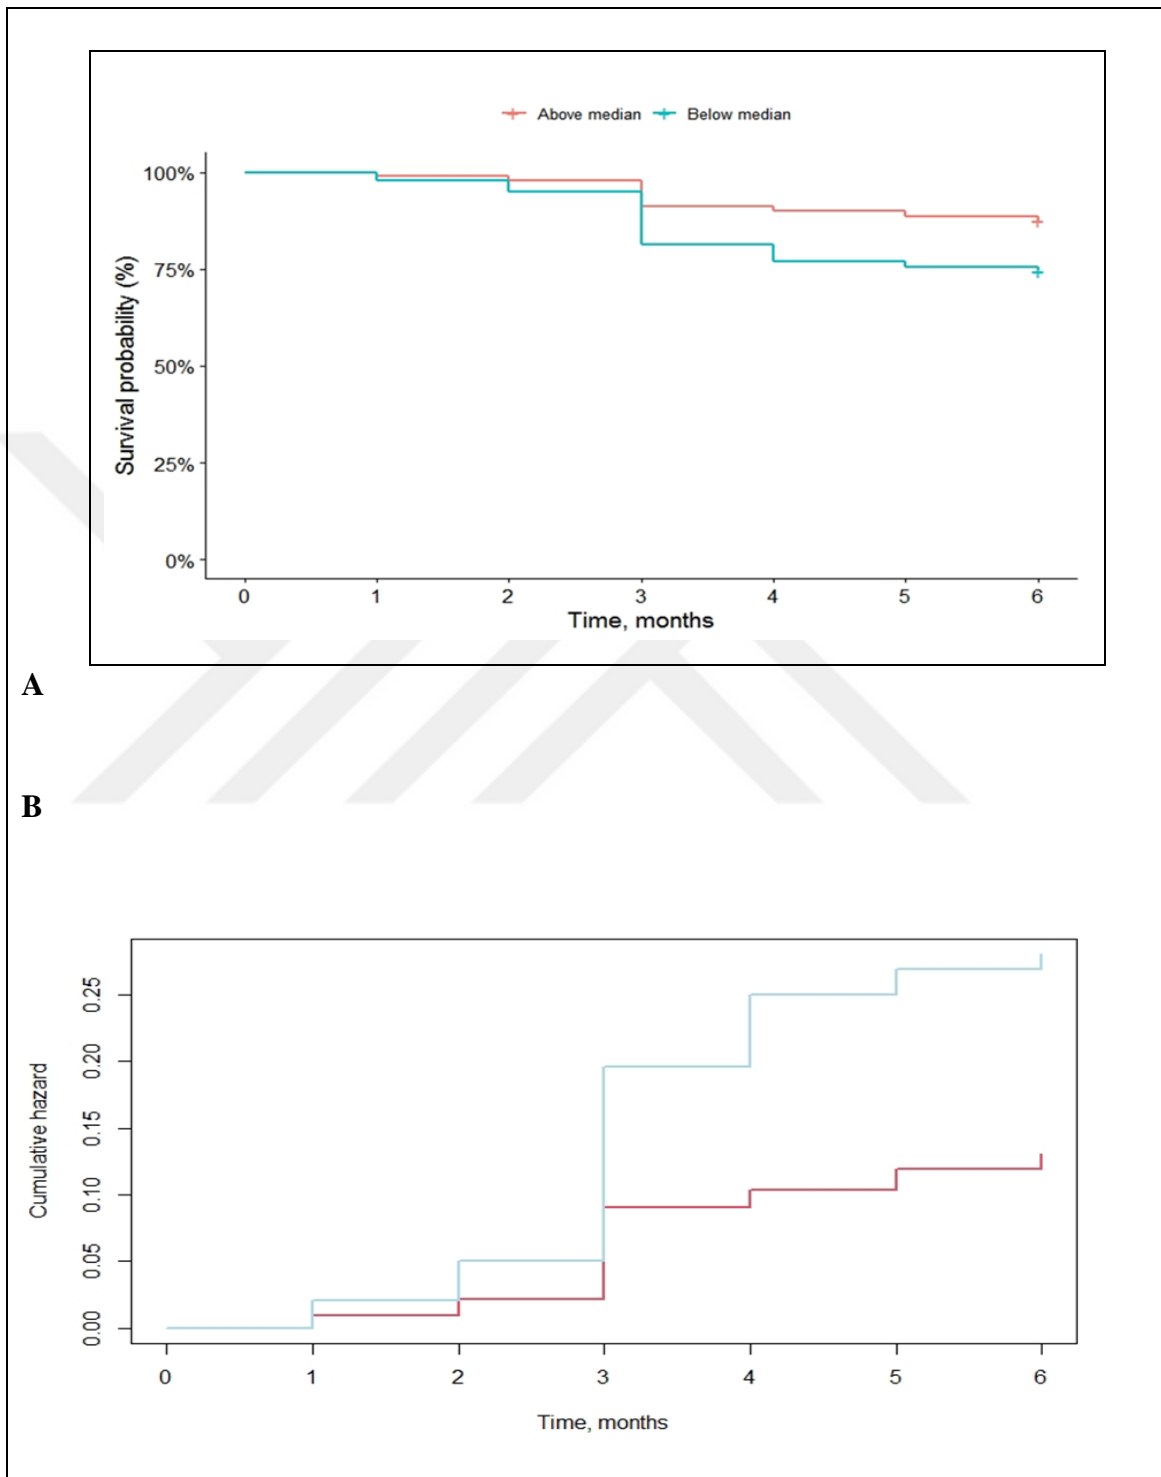 Above median Below median
100%
75%
50%
25%
0%
Survival probability (%)
0 1 2 3 4 5 6
Time, months
A
B
0.25
0.20
0.15
0.10
0.05
0.00
Cumulative hazard
0 1 2 3 4 5 6
Time, months